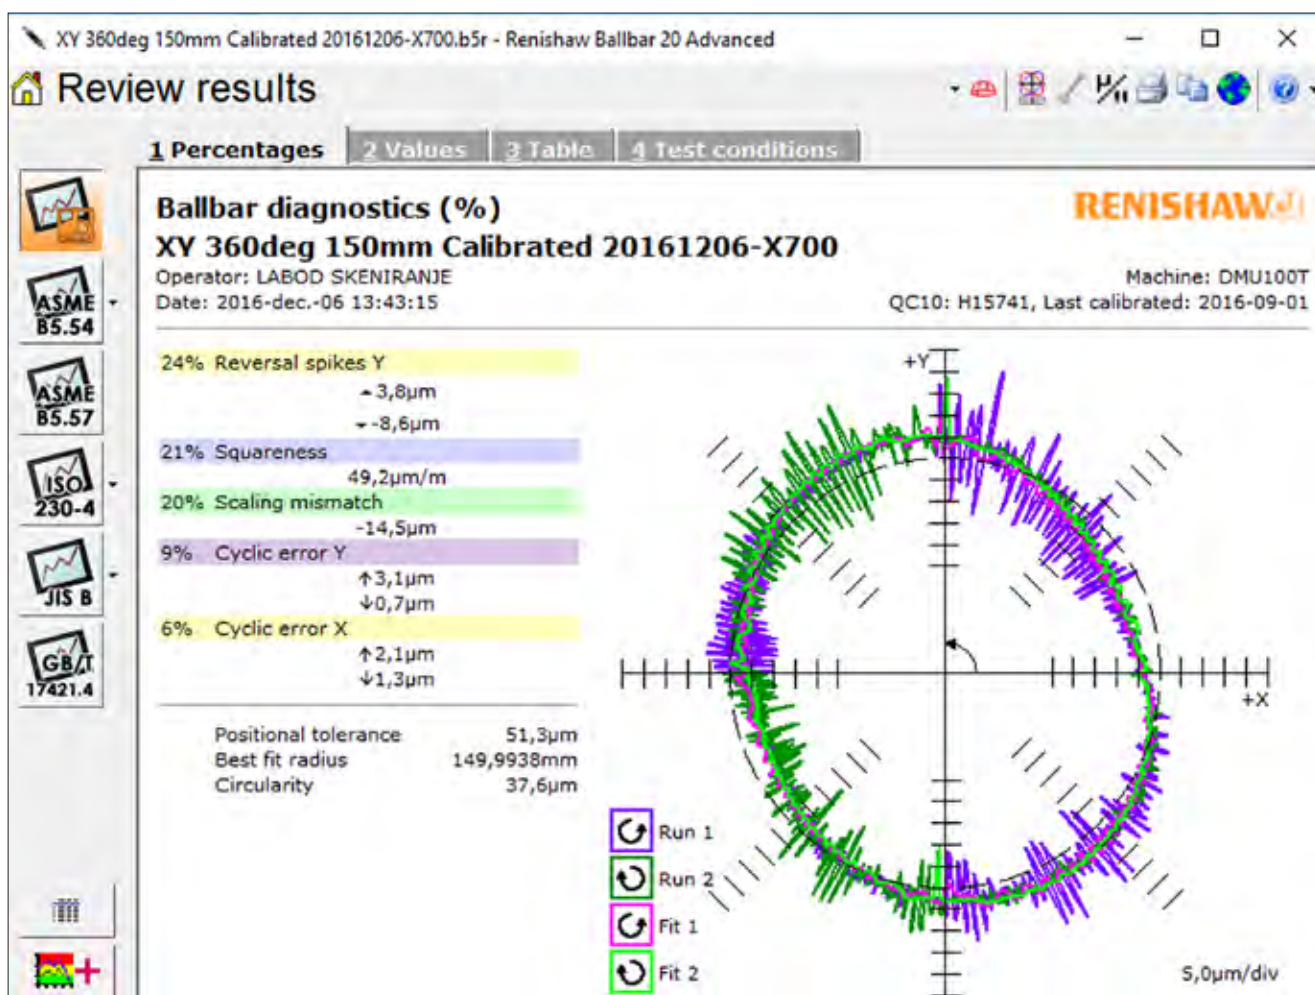 XY 360deg 150mm Calibrated 20161206-X700.b5r - Renishaw Ballbar 20 Advanced
Review results
1 Percentages 2 Values 3 Table 4 Test conditions
Ballbar diagnostics (%)
RENISHAW
XY 360deg 150mm Calibrated 20161206-X700
Operator: LABOD SKENIRANJE
Machine: DMU100T
Date: 2016-dec.-06 13:43:15
QC10: H15741, Last calibrated: 2016-09-01
ASME
B5.54
ASME
B5.57
ISO
230-4
JIS B
GB/T
17421.4
24% Reversal spikes Y
3,8µm
-8,6µm
21% Squareness
49,2µm/m
20% Scaling mismatch
-14,5µm
9% Cyclic error Y
↑3,1µm
↓0,7µm
6% Cyclic error X
↑2,1µm
↓1,3µm
Positional tolerance 51,3µm
Best fit radius 149,9938mm
Circularity 37,6µm
+Y
+X
Run 1
Run 2
Fit 1
Fit 2
5,0µm/div